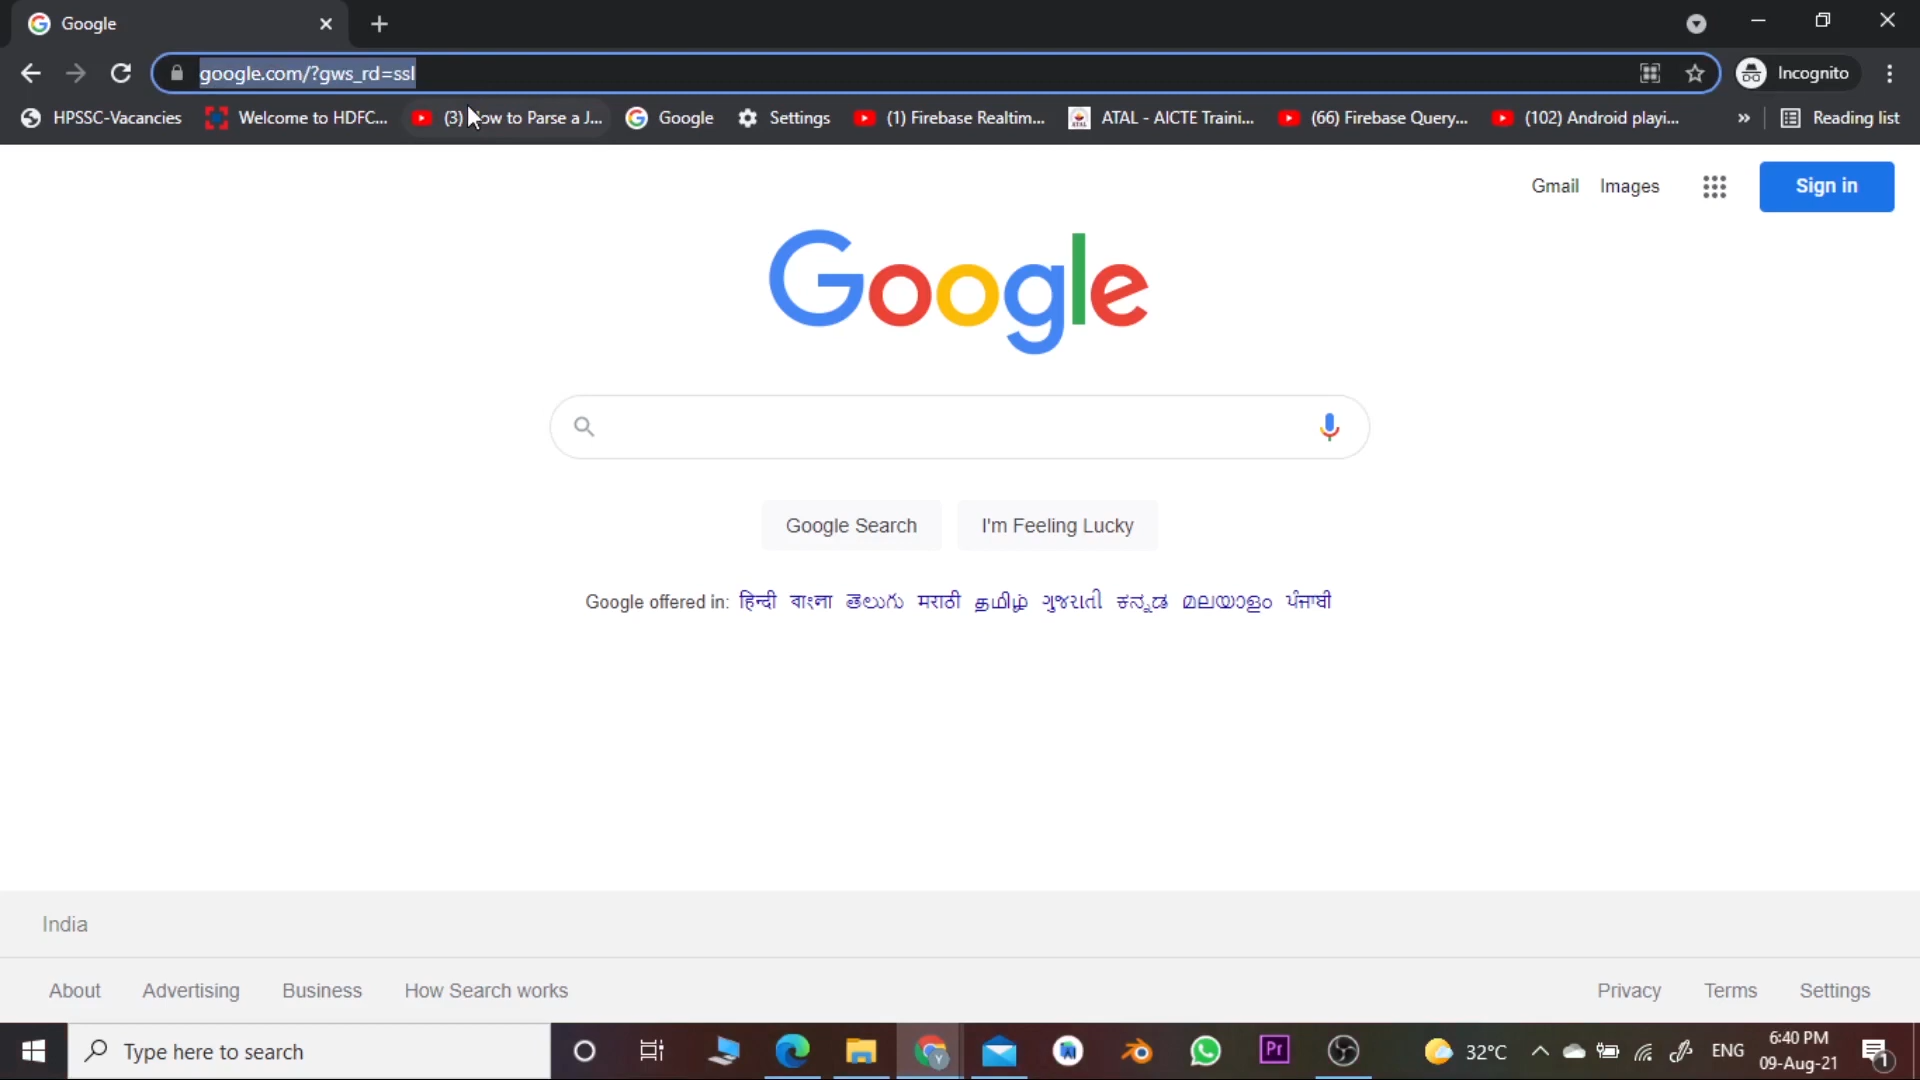 Google
google.com/?gws_rd=ssl
Incognito
HPSSC-Vacancies Welcome to HDFC... (3) ow to Parse a J... Google Settings (1) Firebase Realtim... ATAL - AICTE Traini... (66) Firebase Query... (102) Android playi... » Reading list
Gmail Images Sign in
Google
Google Search I'm Feeling Lucky
Google offered in: हिन्दी বাংলা తెలుగు मराठी தமிழ் ગુજરાતી ಕನ್ನಡ മലയാളം ਪੰਜਾਬੀ
India
About Advertising Business How Search works Privacy Terms Settings
Type here to search Pr 32°C ENG 6:40 PM 1
09-Aug-21